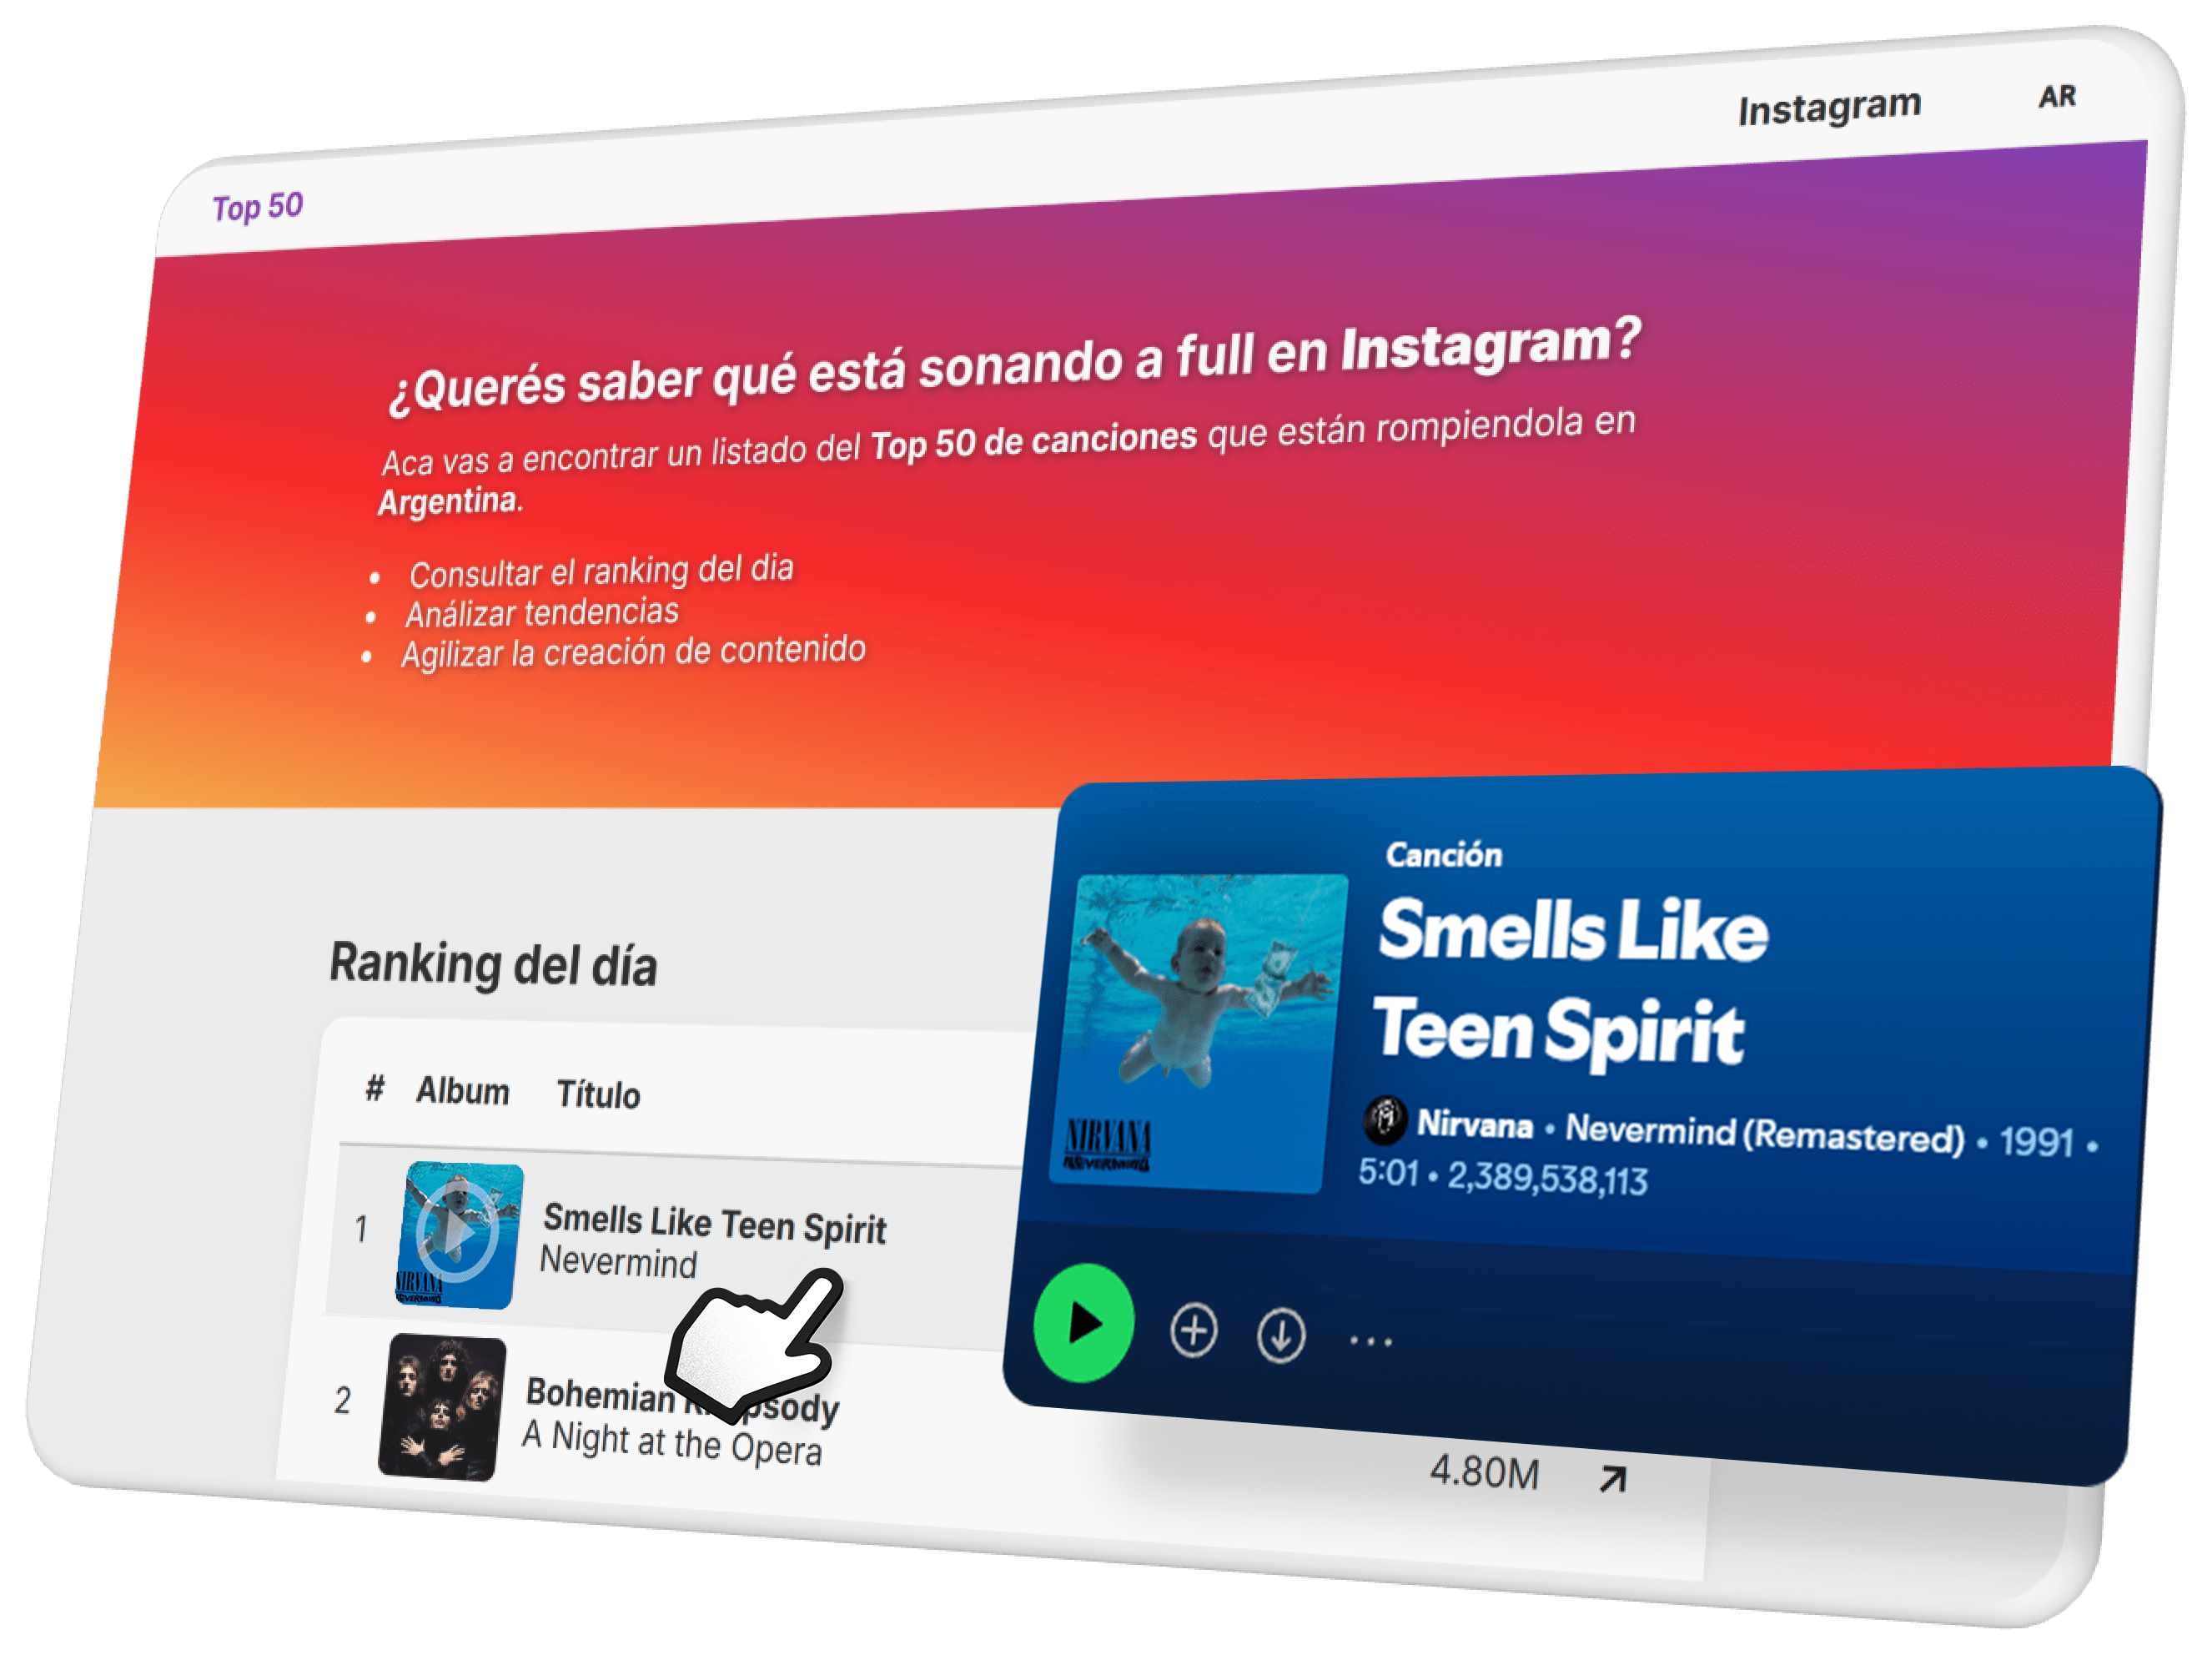 Top 50
Instagram
AR
¿Querés saber qué está sonando a full en Instagram?
Aca vas a encontrar un listado del Top 50 de canciones que están rompiendola en
Argentina.
• Consultar el ranking del dia
• Análizar tendencias
• Agilizar la creación de contenido
Ranking del día
# Album Título
1
NIRVANA
NEVERMIND
Smells Like Teen Spirit
Nevermind
2
Bohemian Rhapsody
A Night at the Opera
4.80M
Canción
Smells Like
Teen Spirit
Nirvana • Nevermind (Remastered) • 1991 •
5:01 • 2,389,538,113
NIRVANA
NEVERMIND